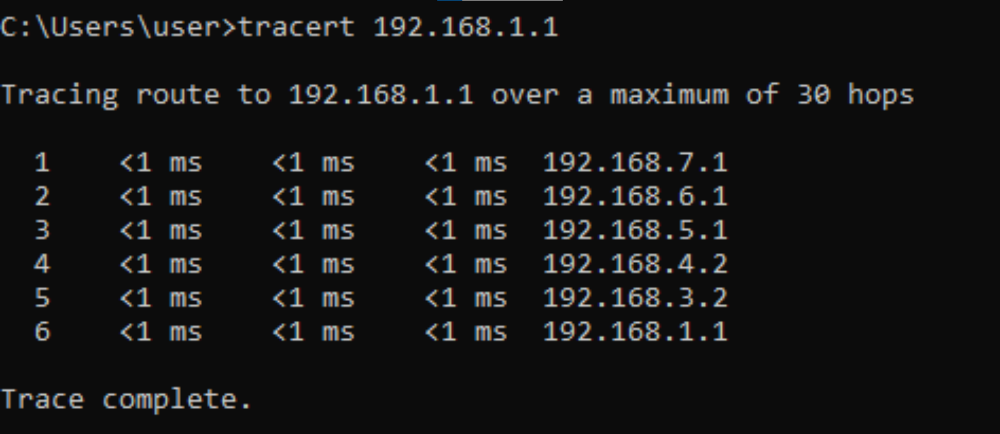 C:\Users\user>tracert 192.168.1.1
Tracing route to 192.168.1.1 over a maximum of 30 hops
1 <1 ms <1 ms <1 ms 192.168.7.1
2 <1 ms <1 ms <1 ms 192.168.6.1
3 <1 ms <1 ms <1 ms 192.168.5.1
4 <1 ms <1 ms <1 ms 192.168.4.2
5 <1 ms <1 ms <1 ms 192.168.3.2
6 <1 ms <1 ms <1 ms 192.168.1.1
Trace complete.